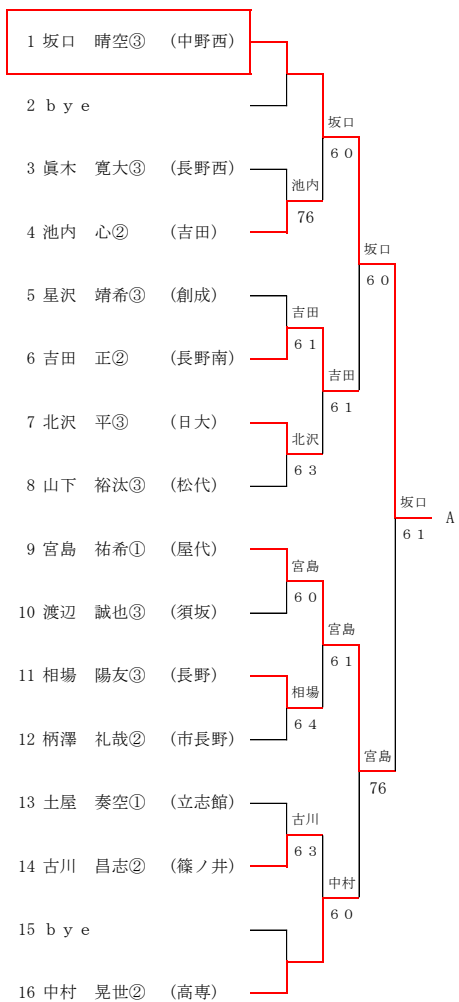 1 坂口　晴空③　（中野西）
坂口
2 ｂｙｅ
６０
3 眞木　寛大③　（長野西）
池内
76
4 池内　心②　（吉田）
坂口
６０
5 星沢　靖希③　（創成）
吉田
６１
6 吉田　正②　（長野南）
吉田
６１
7 北沢　平③　（日大）
北沢
６３
8 山下　裕汰③　（松代）
坂口
A
６１
9 宮島　祐希①　（屋代）
宮島
６０
10 渡辺　誠也③　（須坂）
宮島
６１
11 相場　陽友③　（長野）
相場
６４
12 柄澤　礼哉②　（市長野）
宮島
76
13 土屋　奏空①　（立志館）
古川
６３
14 古川　昌志②　（篠ノ井）
中村
６０
15 ｂｙｅ
16 中村　晃世②　（高専）